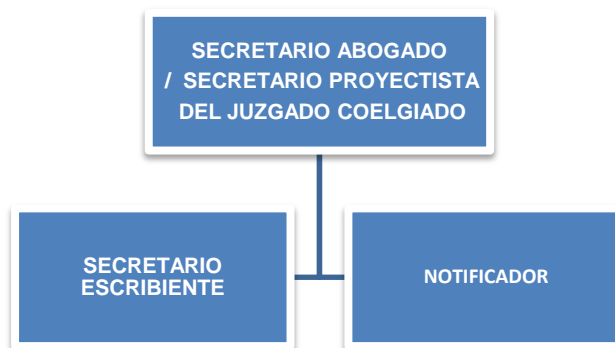 SECRETARIO ABOGADO
/ SECRETARIO PROYECTISTA
DEL JUZGADO COELGIADO
SECRETARIO
ESCRIBIENTE
NOTIFICADOR